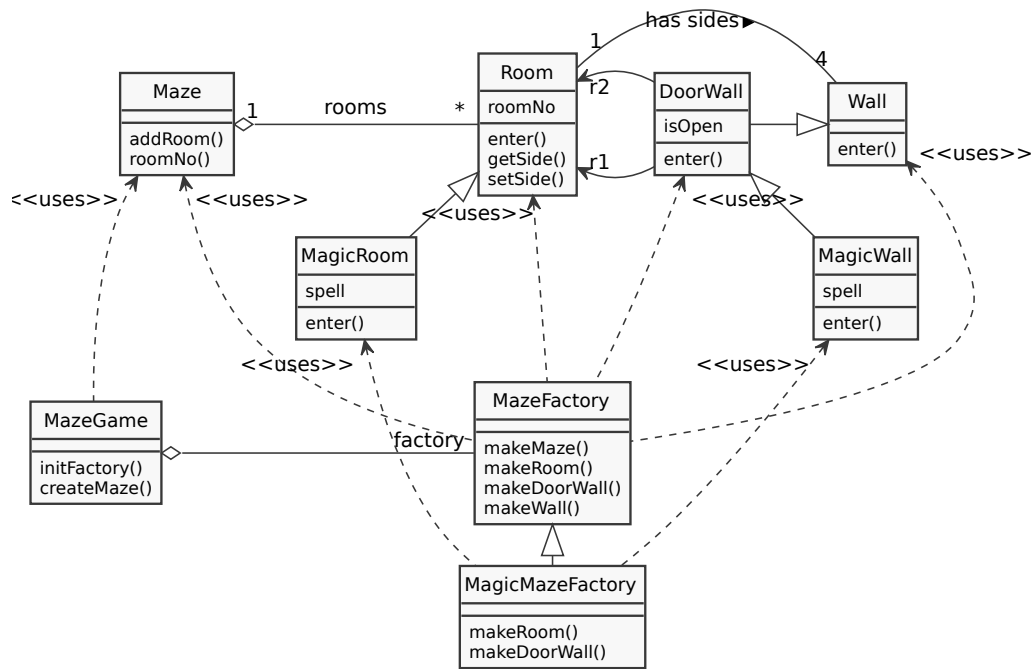 has sides▶
1
4
Room
roomNo
enter()
getSide()
setSide()
Maze
addRoom()
roomNo()
1
rooms
*
r2
r1
DoorWall
isOpen
enter()
Wall
enter()
<<uses>>
<<uses>>
<<uses>>
<<uses>>
<<uses>>
MagicRoom
spell
enter()
MagicWall
spell
enter()
<<uses>>
<<uses>>
MazeGame
initFactory()
createMaze()
factory
MazeFactory
makeMaze()
makeRoom()
makeDoorWall()
makeWall()
MagicMazeFactory
makeRoom()
makeDoorWall()